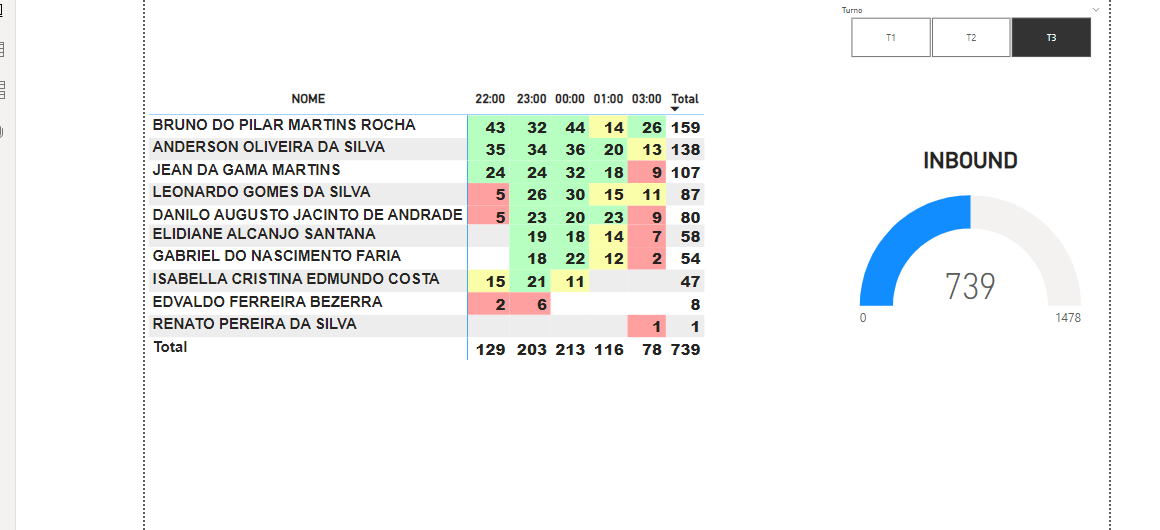 Turno
T1 T2 T3
NOME 22:00 23:00 00:00 01:00 03:00 Total
BRUNO DO PILAR MARTINS ROCHA 43 32 44 14 26 159
ANDERSON OLIVEIRA DA SILVA 35 34 36 20 13 138
JEAN DA GAMA MARTINS 24 24 32 18 9 107
LEONARDO GOMES DA SILVA 5 26 30 15 11 87
DANILO AUGUSTO JACINTO DE ANDRADE 5 23 20 23 9 80
ELIDIANE ALCANJO SANTANA 19 18 14 7 58
GABRIEL DO NASCIMENTO FARIA 18 22 12 2 54
ISABELLA CRISTINA EDMUNDO COSTA 15 21 11 47
EDVALDO FERREIRA BEZERRA 2 6 8
RENATO PEREIRA DA SILVA 1 1
Total 129 203 213 116 78 739
INBOUND
739
0 1478